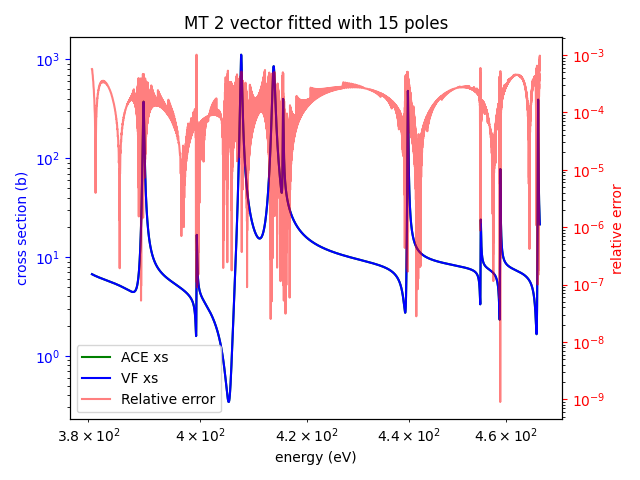 MT 2 vector fitted with 15 poles
cross section (b)
10³
10²
10¹
10⁰
ACE xs
VF xs
Relative error
3.8 × 10²
4 × 10²
4.2 × 10²
4.4 × 10²
4.6 × 10²
energy (eV)
10⁻³
10⁻⁴
10⁻⁵
10⁻⁶
10⁻⁷
10⁻⁸
10⁻⁹
relative error